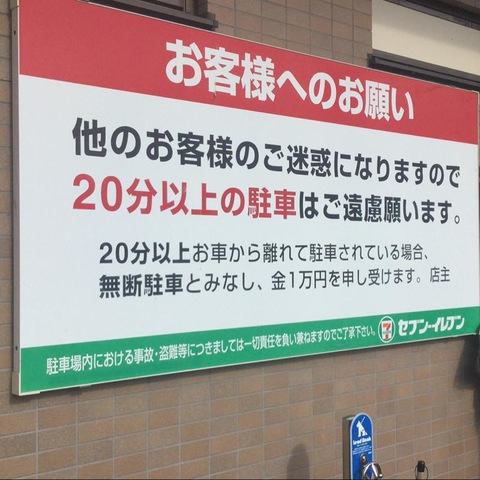 お客様へのお願い
他のお客様のご迷惑になりますので
20分以上の駐車はご遠慮願います。
20分以上お車から離れて駐車されている場合、
無断駐車とみなし、金1万円を申し受けます。 店主
駐車場内における事故・盗難等につきましては一切責任を負い兼ねますのでご了承下さい。 セブン-イレブン